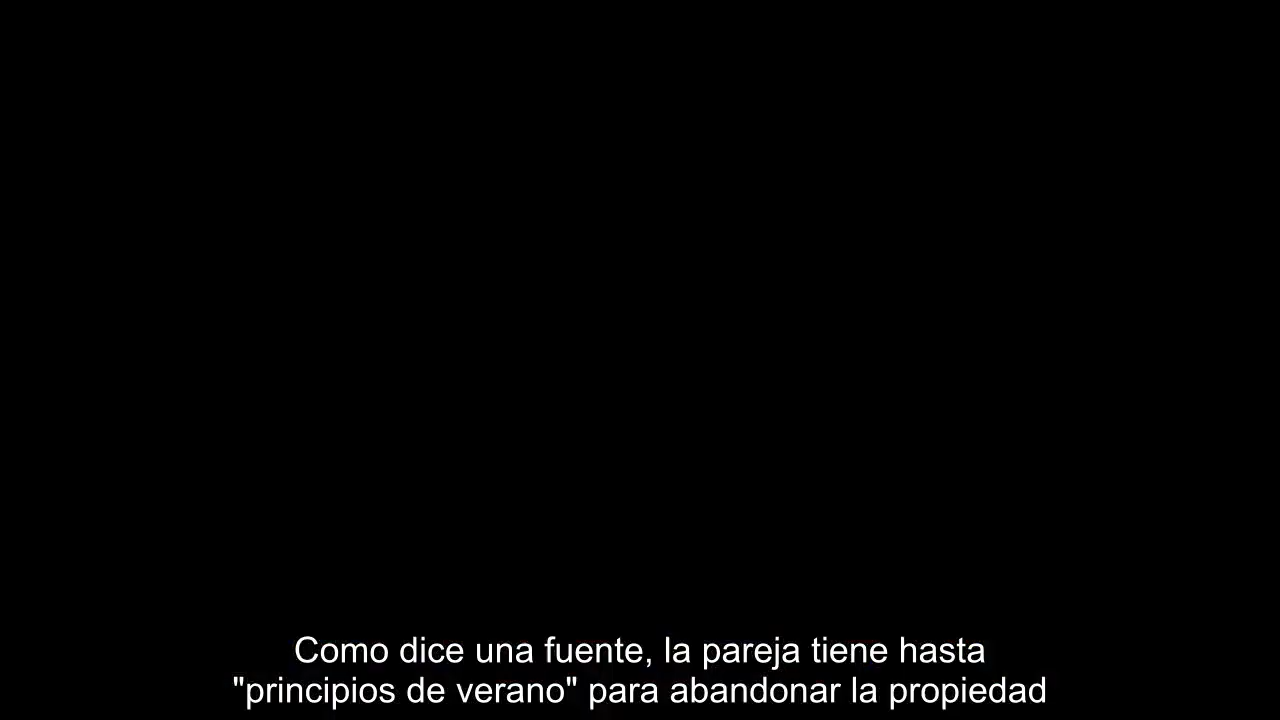 Como dice una fuente, la pareja tiene hasta
"principios de verano" para abandonar la propiedad